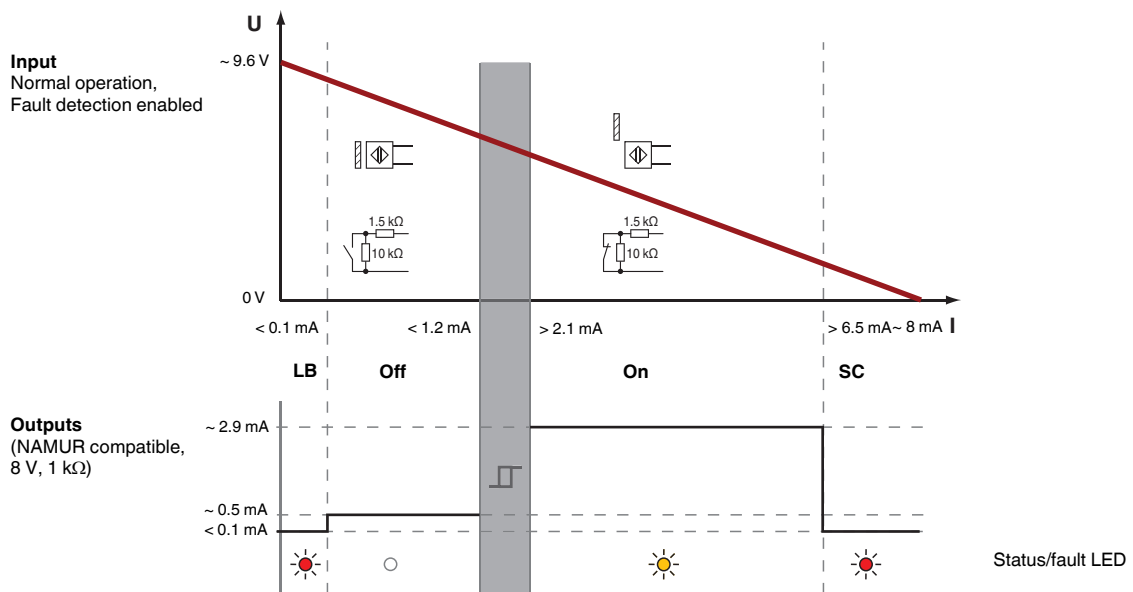 U
Input
Normal operation,
Fault detection enabled
~ 9.6 V
1.5 kΩ
10 kΩ
1.5 kΩ
10 kΩ
0 V
< 0.1 mA
< 1.2 mA
> 2.1 mA
> 6.5 mA
~ 8 mA
I
LB
Off
On
SC
Outputs
(NAMUR compatible,
8 V, 1 kΩ)
~ 2.9 mA
~ 0.5 mA
< 0.1 mA
Status/fault LED